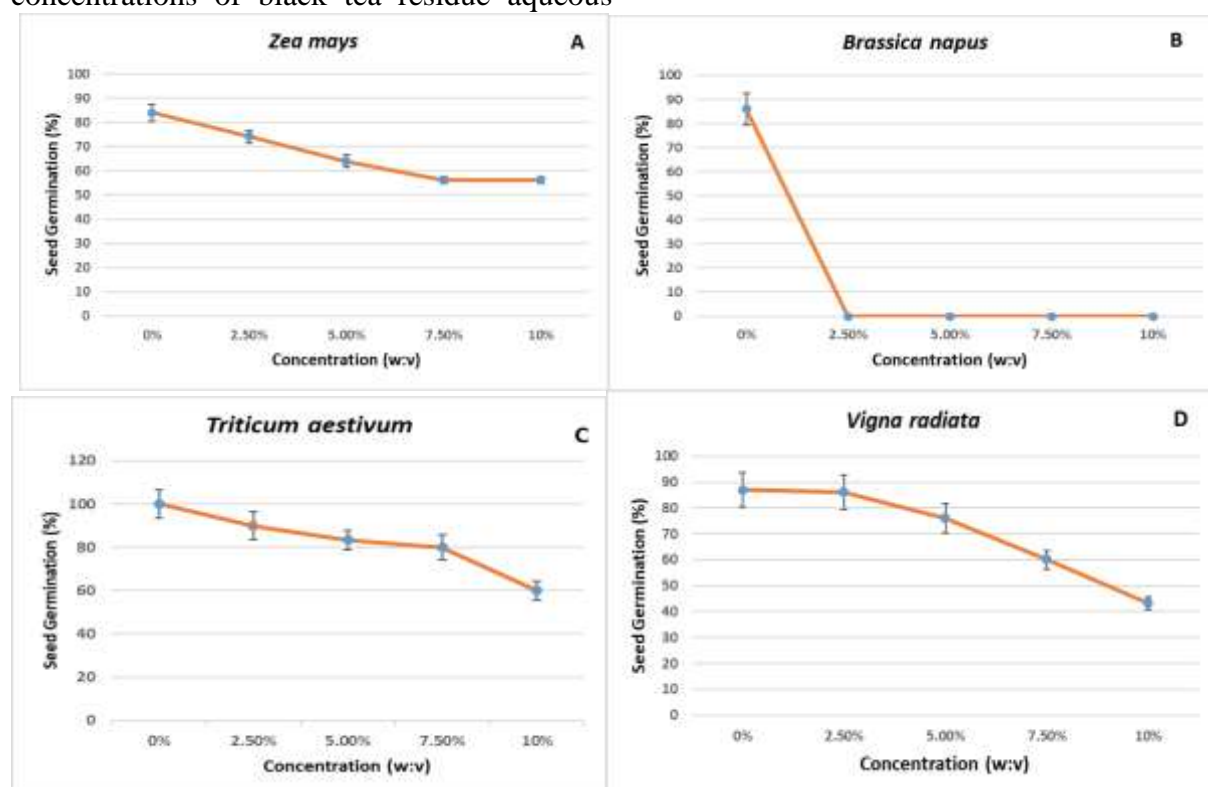 concentrations of black tea residue aqueous
Zea mays
A
Seed Germination (%)
100
90
80
70
60
50
40
30
20
10
0
0% 2.50% 5.00% 7.50% 10%
Concentration (w:v)
Brassica napus
B
Seed Germination (%)
100
90
80
70
60
50
40
30
20
10
0
0% 2.50% 5.00% 7.50% 10%
Concentration (w:v)
Triticum aestivum
C
Seed Germination (%)
120
100
80
60
40
20
0
0% 2.50% 5.00% 7.50% 10%
Concentration (w:v)
Vigna radiata
D
Seed Germination (%)
100
90
80
70
60
50
40
30
20
10
0
0% 2.50% 5.00% 7.50% 10%
Concentration (w:v)